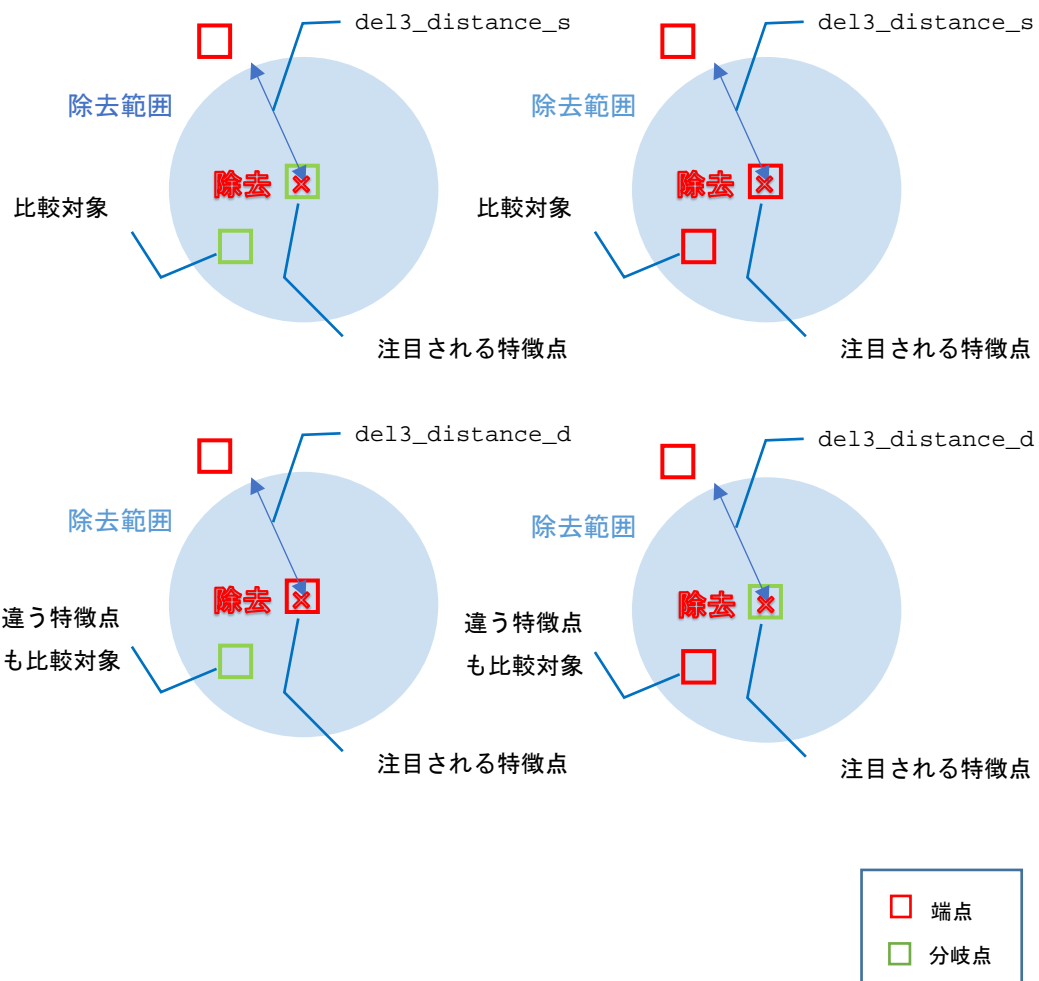 del3_distance_s
除去範囲
除去
比較対象
注目される特徴点
del3_distance_s
除去範囲
除去
比較対象
注目される特徴点
del3_distance_d
除去範囲
除去
違う特徴点
も比較対象
注目される特徴点
del3_distance_d
除去範囲
除去
違う特徴点
も比較対象
注目される特徴点
端点
分岐点